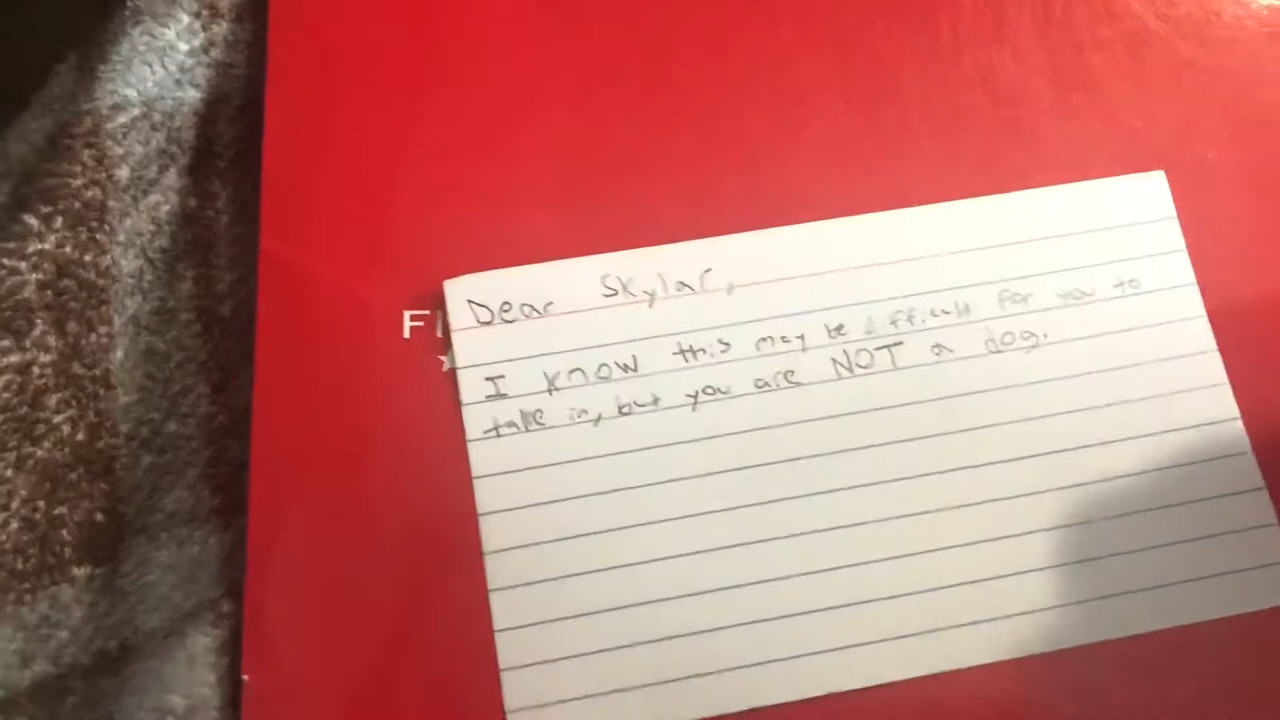 Dear Skylar,
I know this may be difficult for you to
take in, but you are NOT a dog.